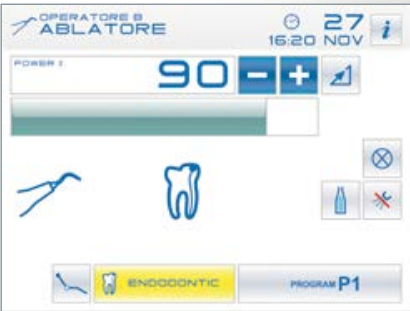 OPERATORE B
ABLATORE
16:20
27
NOV
i
POWER %
90
- +
ENDODONTIC
PROGRAM P1